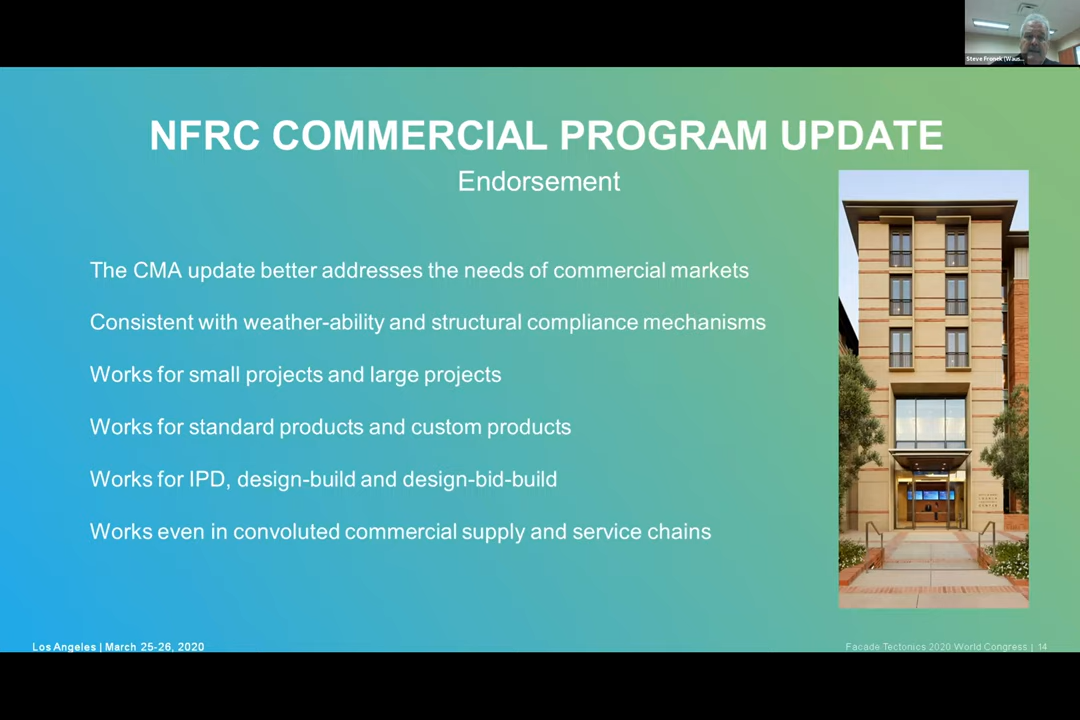 Steve Fronek (Waus...
NFRC COMMERCIAL PROGRAM UPDATE
Endorsement
The CMA update better addresses the needs of commercial markets
Consistent with weather-ability and structural compliance mechanisms
Works for small projects and large projects
Works for standard products and custom products
Works for IPD, design-build and design-bid-build
Works even in convoluted commercial supply and service chains
Los Angeles | March 25-26, 2020
Facade Tectonics 2020 World Congress | 14